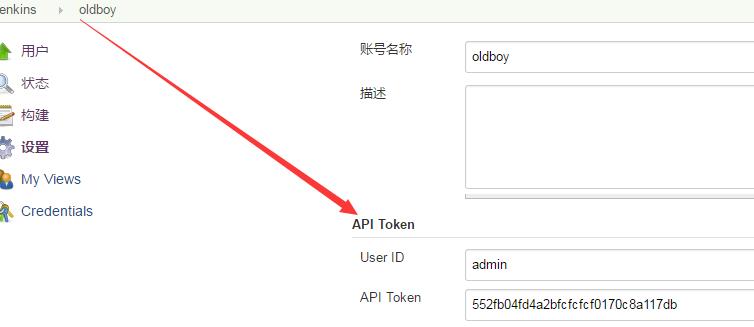 enkins > oldboy
用户
状态
构建
设置
My Views
Credentials
账号名称
oldboy
描述
API Token
User ID
admin
API Token
552fb04fd4a2bfcfcfcf0170c8a117db